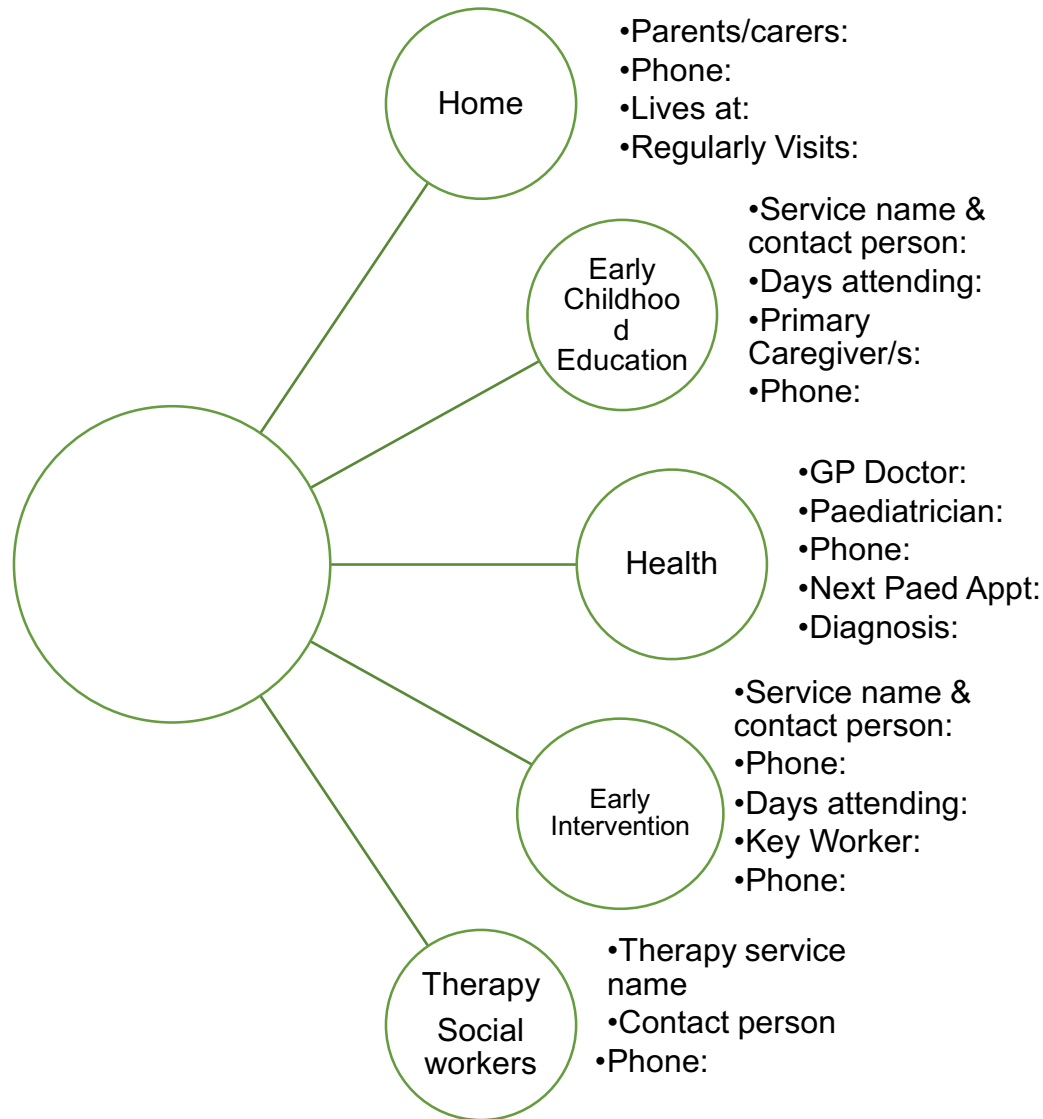 Home
•Parents/carers:
•Phone:
•Lives at:
•Regularly Visits:
Early
Childhoo
d
Education
•Service name &
contact person:
•Days attending:
•Primary
Caregiver/s:
•Phone:
Health
•GP Doctor:
•Paediatrician:
•Phone:
•Next Paed Appt:
•Diagnosis:
Early
Intervention
•Service name &
contact person:
•Phone:
•Days attending:
•Key Worker:
•Phone:
Therapy
Social
workers
•Therapy service
name
•Contact person
•Phone: